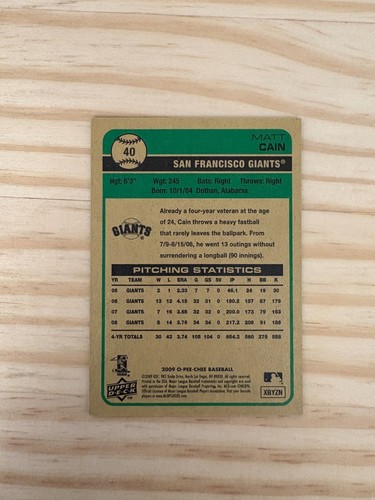 40
MATT
CAIN
SAN FRANCISCO GIANTS®
Hgt: 6'3" Wgt: 245 Bats: Right Throws: Right
Born: 10/1/84 Dothan, Alabama
GIANTS
Already a four-year veteran at the age
of 24, Cain throws a heavy fastball
that rarely leaves the ballpark. From
7/9-8/15/08, he went 13 outings without
surrendering a longball (90 innings).
PITCHING STATISTICS
YR TEAM W L ERA G GS SV IP H BB K
05 GIANTS 2 1 2.33 7 7 0 46.1 24 19 30
06 GIANTS 13 12 4.15 32 31 0 190.2 157 87 179
07 GIANTS 7 16 3.65 32 32 0 200.0 173 79 163
08 GIANTS 8 14 3.76 34 34 0 217.2 206 91 186
4-YR TOTALS 30 43 3.74 105 104 0 654.2 560 276 558
2009 O-PEE-CHEE BASEBALL
UPPER
DECK
XBYZN